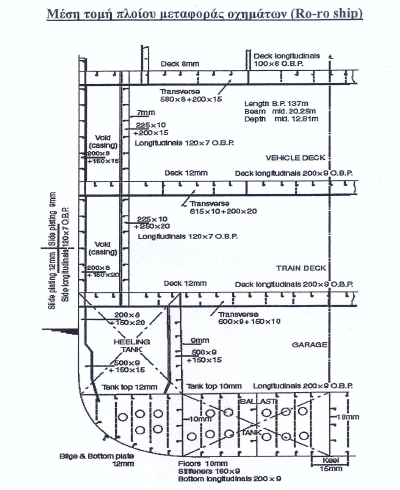 Μέση τομή πλοίου μεταφοράς οχημάτων (Ro-ro ship)
Deck 9mm
Deck longitudinals
100×8 O.B.P.
Transverse
580×8+200×15
Length B.P. 137m
Beam mld. 20.25m
Depth mld. 12.81m
7mm
225×10
+200×15
Void
(casing)
200×8
+150×15
Longitudinals 120×7 O.B.P.
VEHICLE DECK
Deck 12mm
Deck longitudinals 200×9 O.B.P.
Transverse
615×10+200×20
225×10
+250×20
Longitudinals 120×7 O.B.P.
Void
(casing)
200×8
+150×20
TRAIN DECK
Side plating 12mm
Side plating 9mm
Side longitudinals 120×7 O.B.P.
Deck 12mm
Deck longitudinals 200×9 O.B.P.
Transverse
600×9+150×10
200×8
+150×20
HEELING
TANK
9mm
500×9
+150×15
GARAGE
500×9
+150×15
Tank top 12mm
Tank top 10mm
Longitudinals 200×9 O.B.P.
BALLAST
TANK
10mm
Bilge & Bottom plate
12mm
Floors 10mm
Stiffeners 160×9
Bottom longitudinals 200×9
Keel
15mm